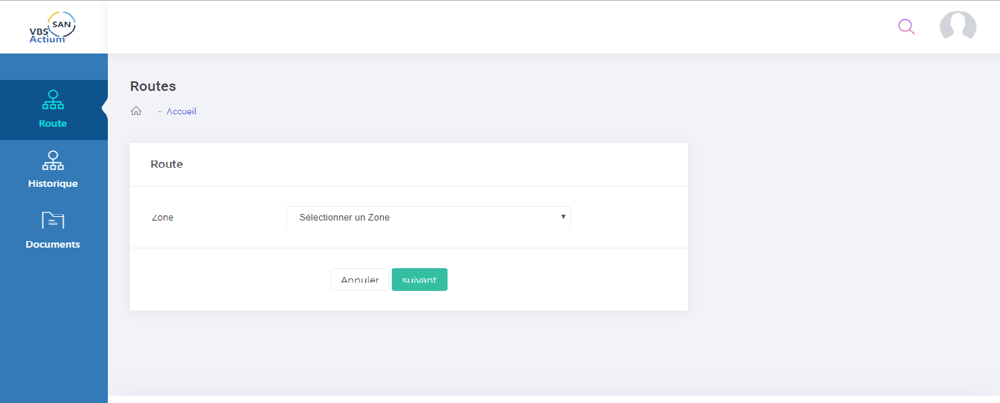 SAN
VBS
Actium
Route
Historique
Documents
Routes
- Accueil
Route
Zone
Sélectionner un Zone
Annuler
suivant